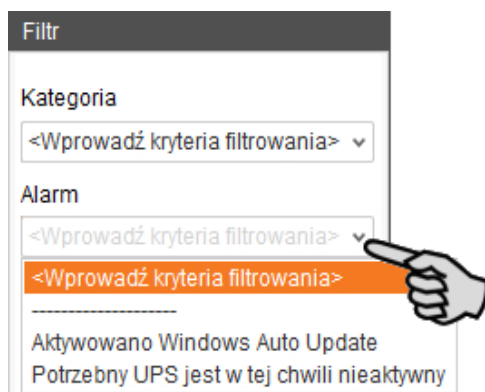 Filtr
Kategoria
<Wprowadź kryteria filtrowania>
Alarm
<Wprowadź kryteria filtrowania>
<Wprowadź kryteria filtrowania>
--------------------
Aktywowano Windows Auto Update
Potrzebny UPS jest w tej chwili nieaktywny